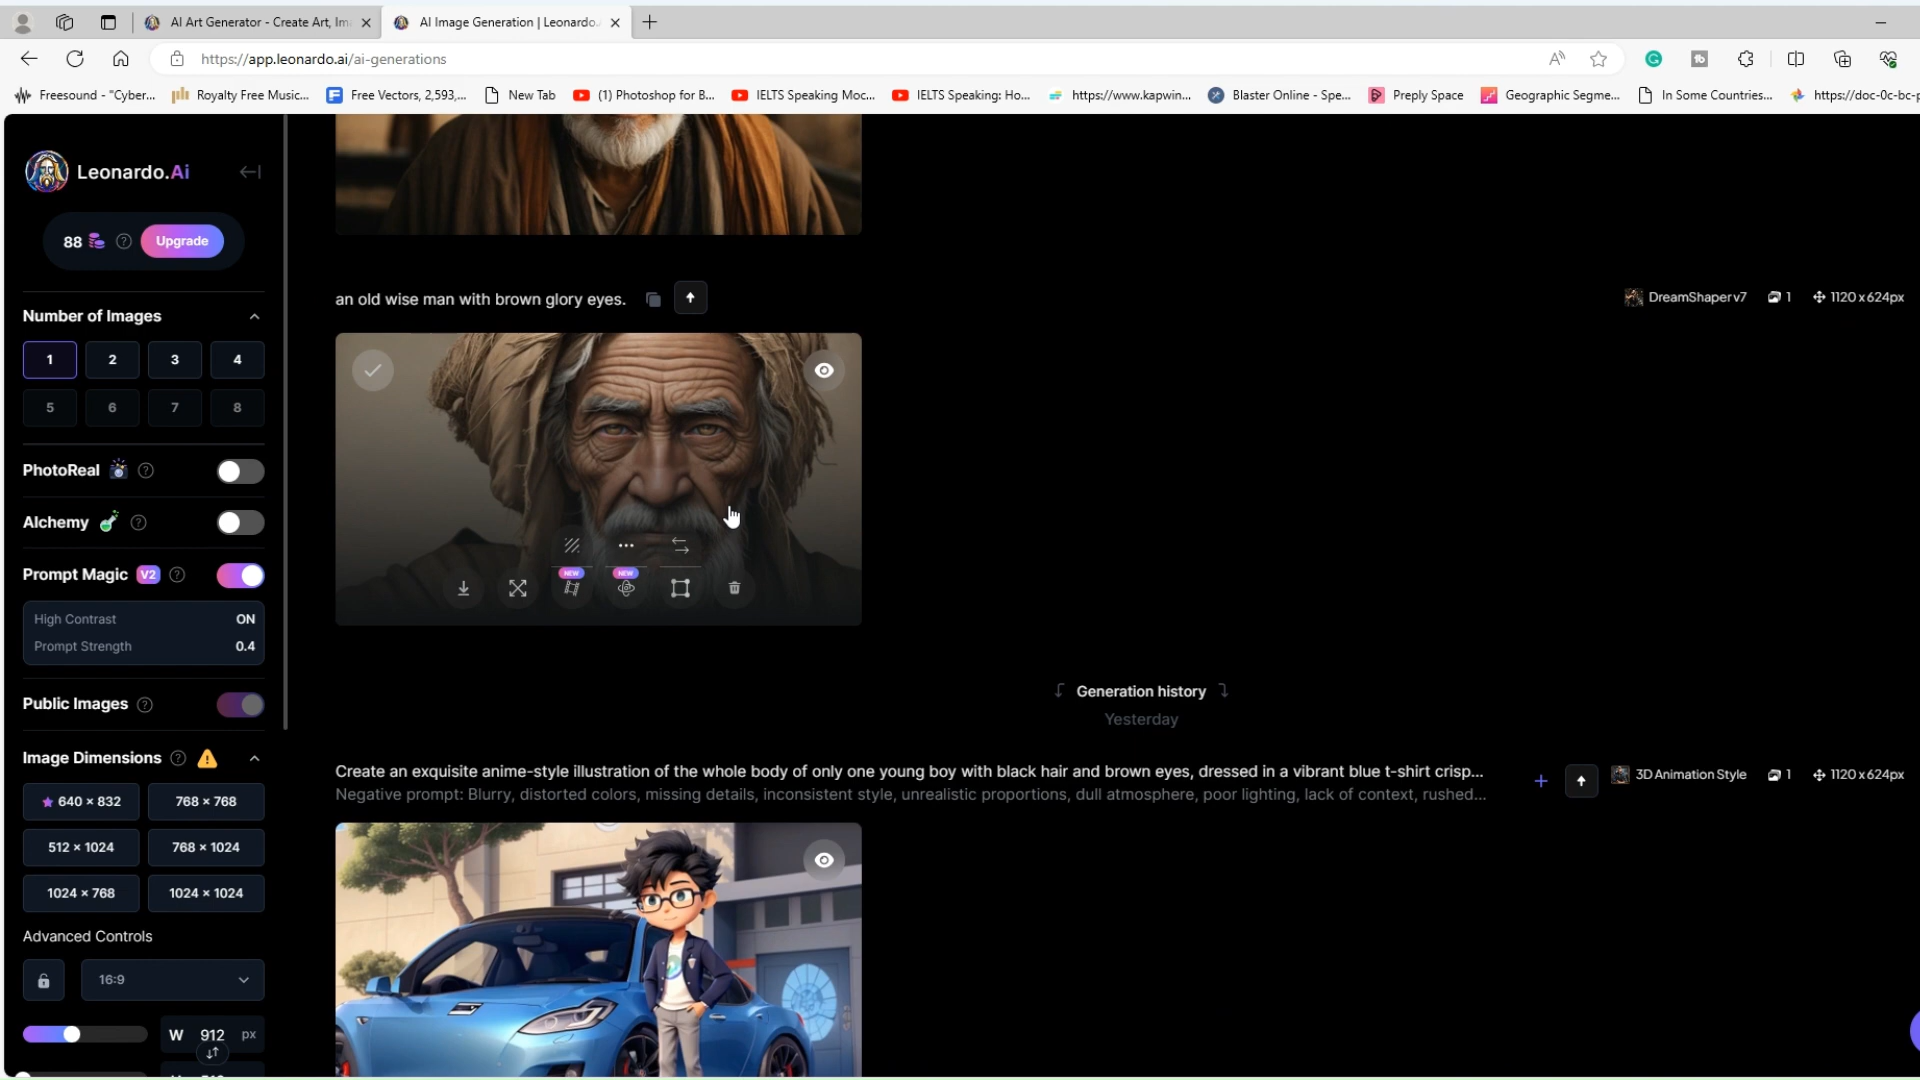 AI Art Generator - Create Art, Im
AI Image Generation | Leonardo.
https://app.leonardo.ai/ai-generations
Freesound - "Cyber...
Royalty Free Music...
Free Vectors, 2,593,...
New Tab
(1) Photoshop for B...
IELTS Speaking Moc...
IELTS Speaking: Ho...
https://www.kapwin...
Blaster Online - Spe...
Preply Space
Geographic Segme...
In Some Countries...
https://doc-0c-bc-p
Leonardo.Ai
88
Upgrade
Number of Images
1 2 3 4
5 6 7 8
PhotoReal
Alchemy
Prompt Magic V2
High Contrast ON
Prompt Strength 0.4
Public Images
Image Dimensions
640 × 832 768 × 768
512 × 1024 768 × 1024
1024 × 768 1024 × 1024
Advanced Controls
16:9
W 912 px
an old wise man with brown glory eyes.
DreamShaper v7 1 1120 x 624px
NEW NEW
Generation history
Yesterday
Create an exquisite anime-style illustration of the whole body of only one young boy with black hair and brown eyes, dressed in a vibrant blue t-shirt crisp...
Negative prompt: Blurry, distorted colors, missing details, inconsistent style, unrealistic proportions, dull atmosphere, poor lighting, lack of context, rushed...
3D Animation Style 1 1120 x 624px